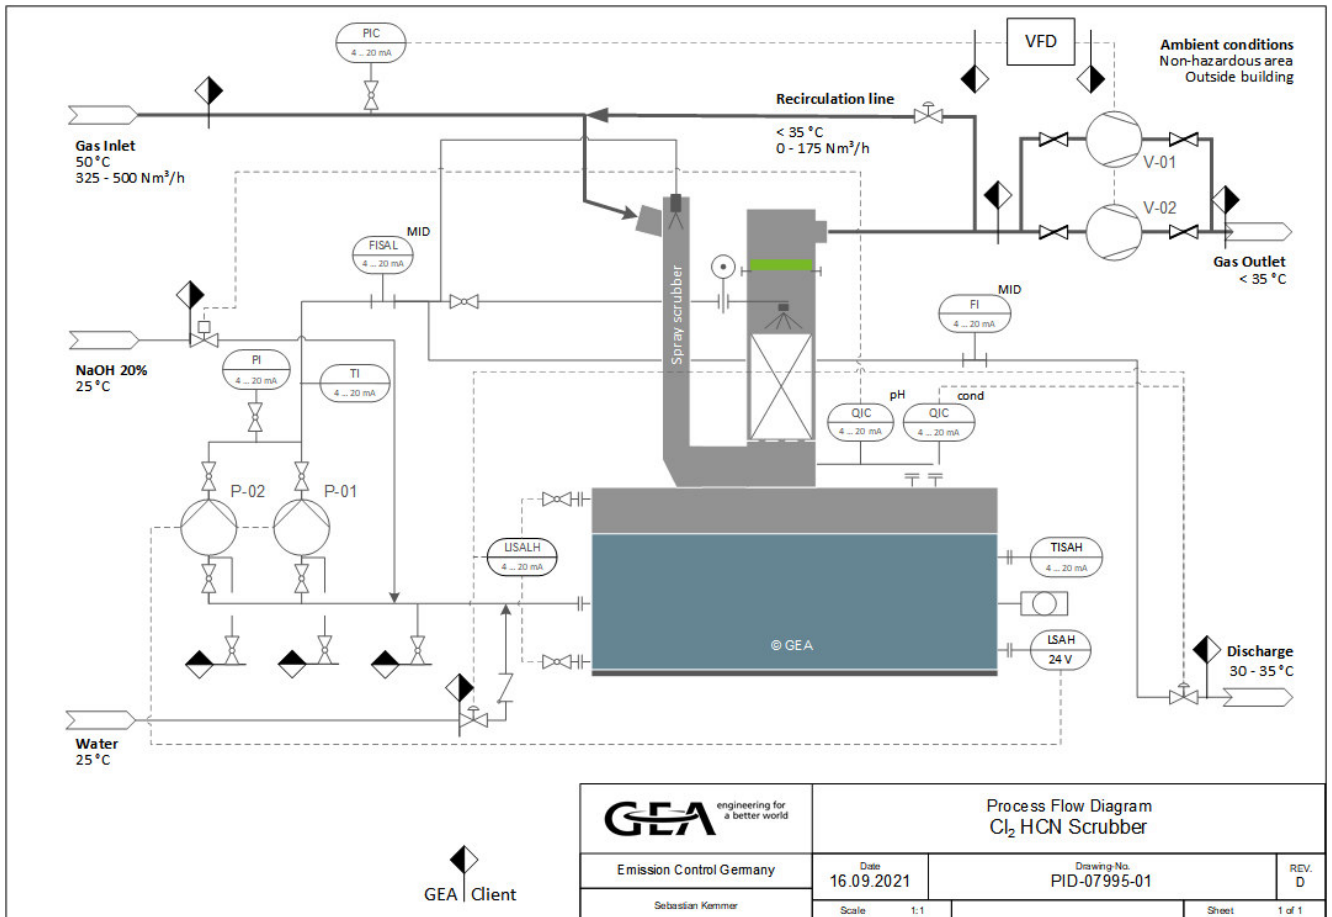 PIC
4 ... 20 mA
VFD
Ambient conditions
Non-hazardous area
Outside building
Recirculation line
< 35 °C
0 - 175 Nm³/h
Gas Inlet
50 °C
325 - 500 Nm³/h
V-01
V-02
FISAL
4 ... 20 mA
MID
Gas Outlet
< 35 °C
MID
FI
4 ... 20 mA
Spray scrubber
NaOH 20%
25 °C
PI
4 ... 20 mA
TI
4 ... 20 mA
pH
QIC
4 ... 20 mA
cond
QIC
4 ... 20 mA
P-02
P-01
LISALH
4 ... 20 mA
TISAH
4 ... 20 mA
© GEA
LSAH
24 V
Discharge
30 - 35 °C
Water
25 °C
GEA
engineering for
a better world
Process Flow Diagram
Cl₂ HCN Scrubber
Emission Control Germany
Date
16.09.2021
Drawing-No.
PID-07995-01
REV.
D
Sebastian Kemmer
Scale 1:1
Sheet 1 of 1
GEA Client